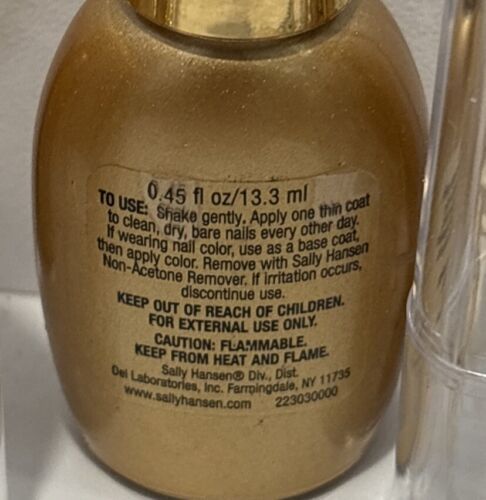 0.45 fl oz/13.3 ml
TO USE: Shake gently. Apply one thin coat
to clean, dry, bare nails every other day.
If wearing nail color, use as a base coat,
then apply color. Remove with Sally Hansen
Non-Acetone Remover. If irritation occurs,
discontinue use.
KEEP OUT OF REACH OF CHILDREN.
FOR EXTERNAL USE ONLY.
CAUTION: FLAMMABLE.
KEEP FROM HEAT AND FLAME.
Sally Hansen® Div., Dist.
Del Laboratories, Inc. Farmingdale, NY 11735
www.sallyhansen.com 223030000